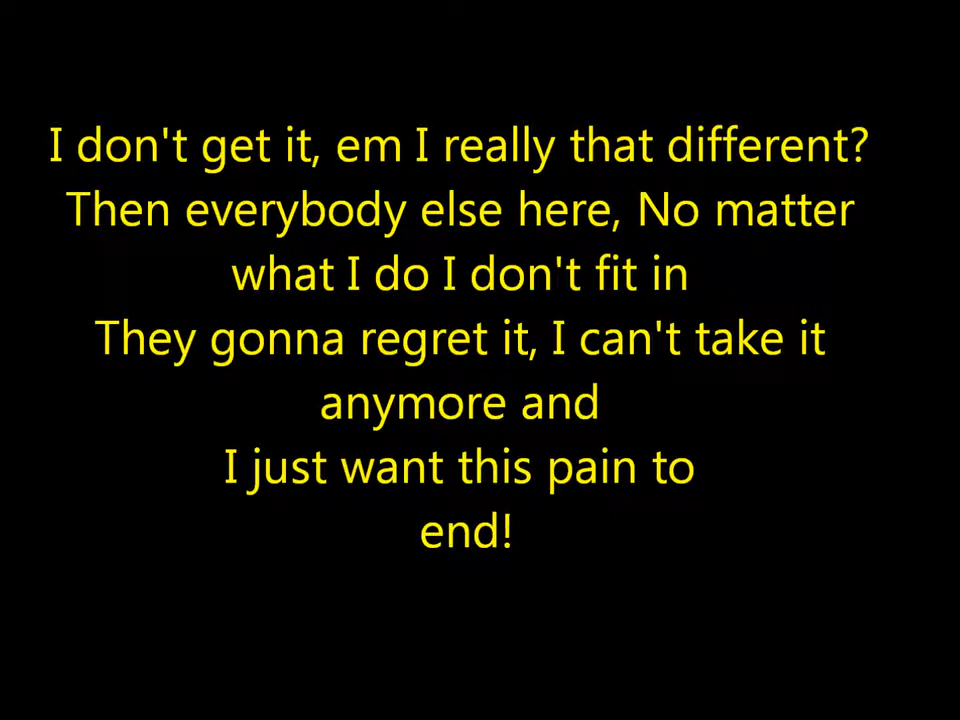 I don't get it, em I really that different?
Then everybody else here, No matter
what I do I don't fit in
They gonna regret it, I can't take it
anymore and
I just want this pain to
end!